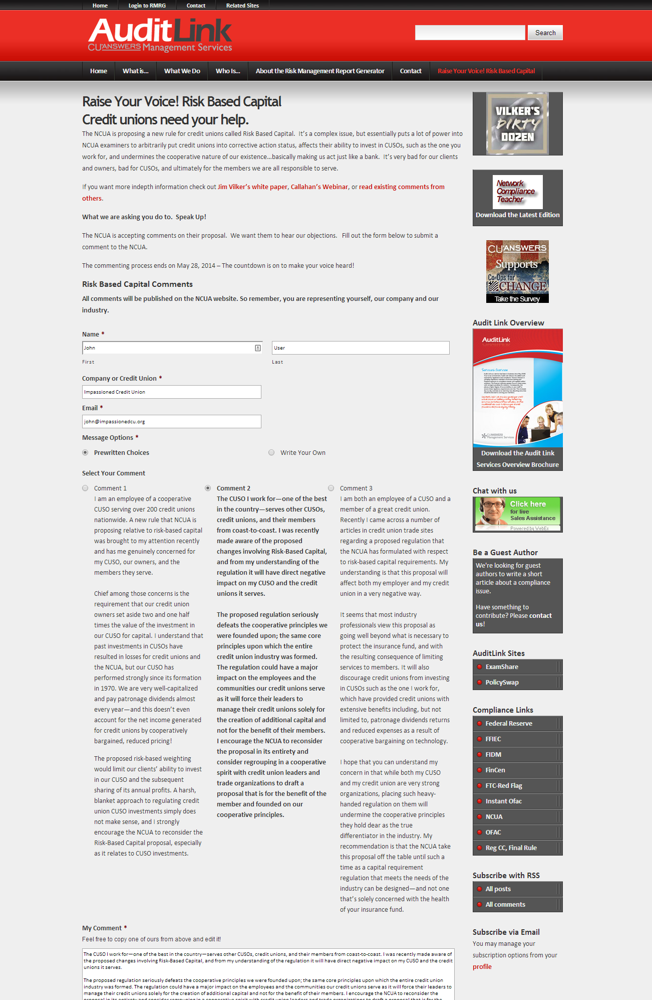 Home
Login to RMRG
Contact
Related Sites
AuditLink
CU*ANSWERS Management Services
Search
Home
What is...
What We Do
Who Is...
About the Risk Management Report Generator
Contact
Raise Your Voice! Risk Based Capital
Raise Your Voice! Risk Based Capital
Credit unions need your help.
The NCUA is proposing a new rule for credit unions called Risk Based Capital.  It’s a complex issue, but essentially puts a lot of power into
NCUA examiners to arbitrarily put credit unions into corrective action status, affects their ability to invest in CUSOs, such as the one you
work for, and undermines the cooperative nature of our existence…basically making us act just like a bank.  It’s very bad for our clients
and owners, bad for CUSOs, and ultimately for the members we are all responsible to serve.
If you want more indepth information check out Jim Vilker’s white paper, Callahan’s Webinar, or read existing comments from
others.
What we are asking you do to.  Speak Up!
The NCUA is accepting comments on their proposal.  We want them to hear our objections.   Fill out the form below to submit a
comment to the NCUA.
The commenting process ends on May 28, 2014 – The countdown is on to make your voice heard!
Risk Based Capital Comments
All comments will be published on the NCUA website. So remember, you are representing yourself, our company and our
industry.
Name *
John
User
First
Last
Company or Credit Union *
Impassioned Credit Union
Email *
john@impassionedcu.org
Message Options *
Prewritten Choices
Write Your Own
Select Your Comment
Comment 1
I am an employee of a cooperative
CUSO serving over 200 credit unions
nationwide. A new rule that NCUA is
proposing relative to risk-based capital
was brought to my attention recently
and has me genuinely concerned for
my CUSO, our owners, and the
members they serve.
Chief among those concerns is the
requirement that our credit union
owners set aside two and one half
times the value of the investment in
our CUSO for capital. I understand that
past investments in CUSOs have
resulted in losses for credit unions and
the NCUA, but our CUSO has
performed strongly since its formation
in 1970. We are very well-capitalized
and pay patronage dividends almost
every year—and this doesn’t even
account for the net income generated
for credit unions by cooperatively
bargained, reduced pricing!
The proposed risk-based weighting
would limit our clients’ ability to invest
in our CUSO and the subsequent
sharing of its annual profits. A harsh,
blanket approach to regulating credit
union CUSO investments simply does
not make sense, and I strongly
encourage the NCUA to reconsider the
Risk-Based Capital proposal, especially
as it relates to CUSO investments.
Comment 2
The CUSO I work for—one of the best
in the country—serves other CUSOs,
credit unions, and their members
from coast-to-coast. I was recently
made aware of the proposed
changes involving Risk-Based Capital,
and from my understanding of the
regulation it will have direct negative
impact on my CUSO and the credit
unions it serves.
The proposed regulation seriously
defeats the cooperative principles we
were founded upon; the same core
principles upon which the entire
credit union industry was formed.
The regulation could have a major
impact on the employees and the
communities our credit unions serve
as it will force their leaders to
manage their credit unions solely for
the creation of additional capital and
not for the benefit of their members.
I encourage the NCUA to reconsider
the proposal in its entirety and
consider regrouping in a cooperative
spirit with credit union leaders and
trade organizations to draft a
proposal that is for the benefit of the
member and founded on our
cooperative principles.
Comment 3
I am both an employee of a CUSO and a
member of a great credit union.
Recently I came across a number of
articles in credit union trade sites
regarding a proposed regulation that
the NCUA has formulated with respect
to risk-based capital requirements. My
understanding is that this proposal will
affect both my employer and my credit
union in a very negative way.
It seems that most industry
professionals view this proposal as
going well beyond what is necessary to
protect the insurance fund, and with
the resulting consequence of limiting
services to members. It will also
discourage credit unions from investing
in CUSOs such as the one I work for,
which have provided credit unions with
extensive benefits including, but not
limited to, patronage dividends returns
and reduced expenses as a result of
cooperative bargaining on technology.
I hope that you can understand my
concern in that while both my CUSO
and my credit union are very strong
organizations, placing such heavy-
handed regulation on them will
undermine the cooperative principles
they hold dear as the true
differentiator in the industry. My
recommendation is that the NCUA take
this proposal off the table until such a
time as a capital requirement
regulation that meets the needs of the
industry can be designed—and not one
that’s solely concerned with the health
of your insurance fund.
My Comment *
Feel free to copy one of ours from above and edit it!
The CUSO I work for—one of the best in the country—serves other CUSOs, credit unions, and their members from coast-to-coast. I was recently made aware of
the proposed changes involving Risk-Based Capital, and from my understanding of the regulation it will have direct negative impact on my CUSO and the credit
unions it serves.
The proposed regulation seriously defeats the cooperative principles we were founded upon; the same core principles upon which the entire credit union
industry was formed. The regulation could have a major impact on the employees and the communities our credit unions serve as it will force their leaders to
manage their credit unions solely for the creation of additional capital and not for the benefit of their members. I encourage the NCUA to reconsider the
proposal in its entirety and consider regrouping in a cooperative spirit with credit union leaders and trade organizations to draft a proposal that is for the
VILKER'S
DIRTY
DOZEN
Network
Compliance
Teacher
Download the Latest Edition
CU*ANSWERS
Supports
Co-Ops for
CHANGE
Take the Survey
Audit Link Overview
AuditLink
Services Overview
CU*ANSWERS
Management Services
Download the Audit Link
Services Overview Brochure
Chat with us
Click here
for live
Sales Assistance
Powered by WebEx
Be a Guest Author
We're looking for guest
authors to write a short
article about a compliance
issue.
Have something to
contribute? Please contact
us!
AuditLink Sites
ExamShare
PolicySwap
Compliance Links
Federal Reserve
FFIEC
FIDM
FinCen
FTC-Red Flag
Instant Ofac
NCUA
OFAC
Reg CC, Final Rule
Subscribe with RSS
All posts
All comments
Subscribe via Email
You may manage your
subscription options from your
profile